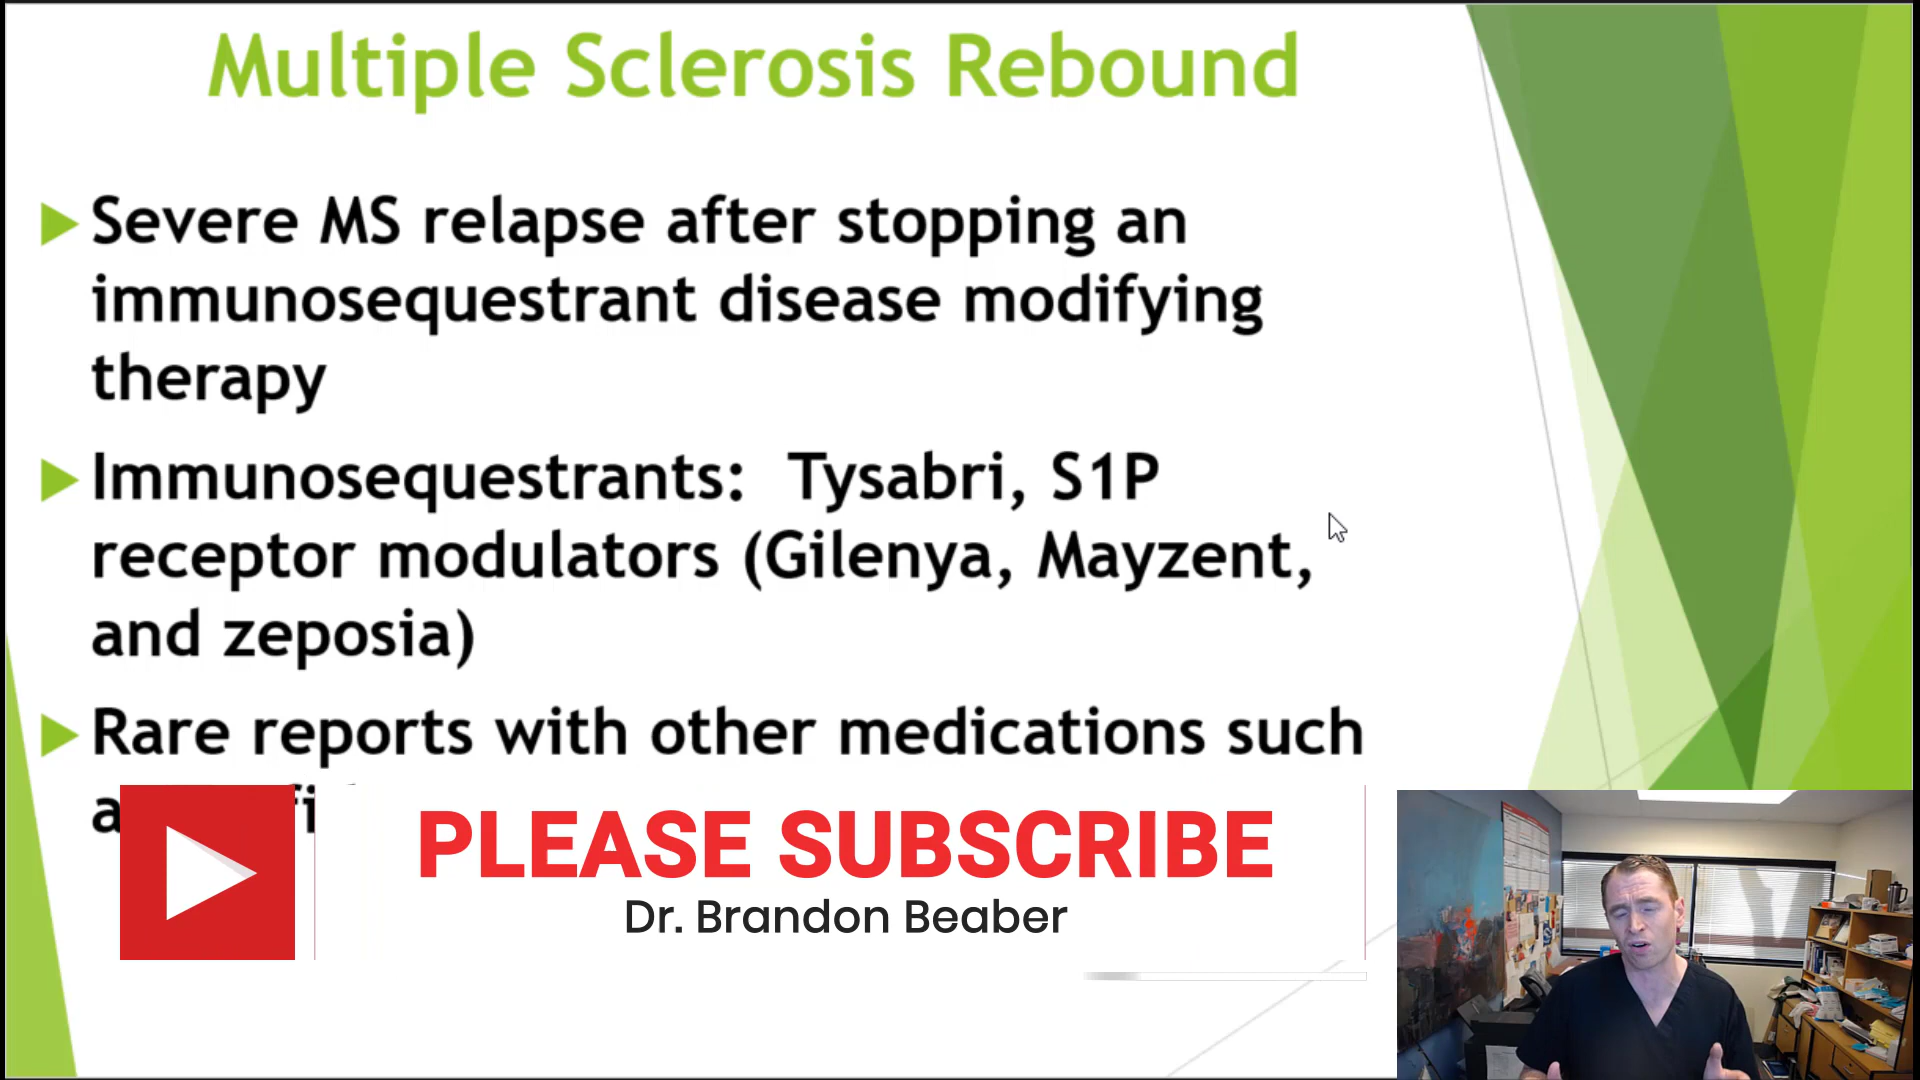 Multiple Sclerosis Rebound
Severe MS relapse after stopping an
immunosequestrant disease modifying
therapy
Immunosequestrants: Tysabri, S1P
receptor modulators (Gilenya, Mayzent,
and zeposia)
Rare reports with other medications such
PLEASE SUBSCRIBE
Dr. Brandon Beaber